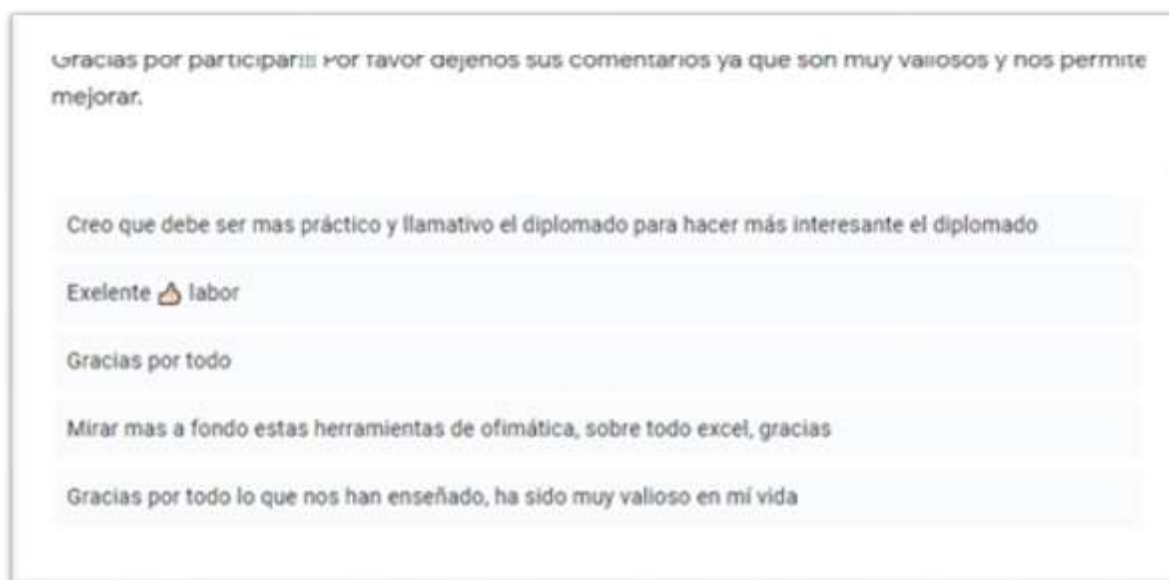 Gracias por participar!!! Por favor dejenos sus comentarios ya que son muy valiosos y nos permite
mejorar.
Creo que debe ser mas práctico y llamativo el diplomado para hacer más interesante el diplomado
Exelente 👍 labor
Gracias por todo
Mirar mas a fondo estas herramientas de ofimática, sobre todo excel, gracias
Gracias por todo lo que nos han enseñado, ha sido muy valioso en mi vida